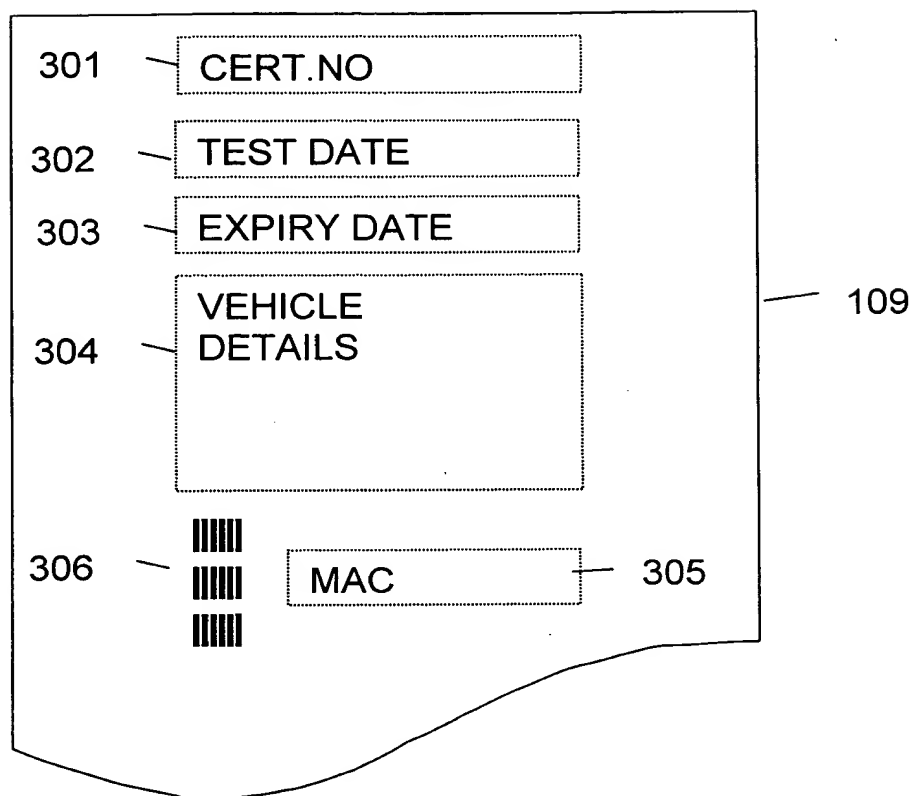 301 CERT.NO
302 TEST DATE
303 EXPIRY DATE
109
304 VEHICLE
DETAILS
306 MAC 305